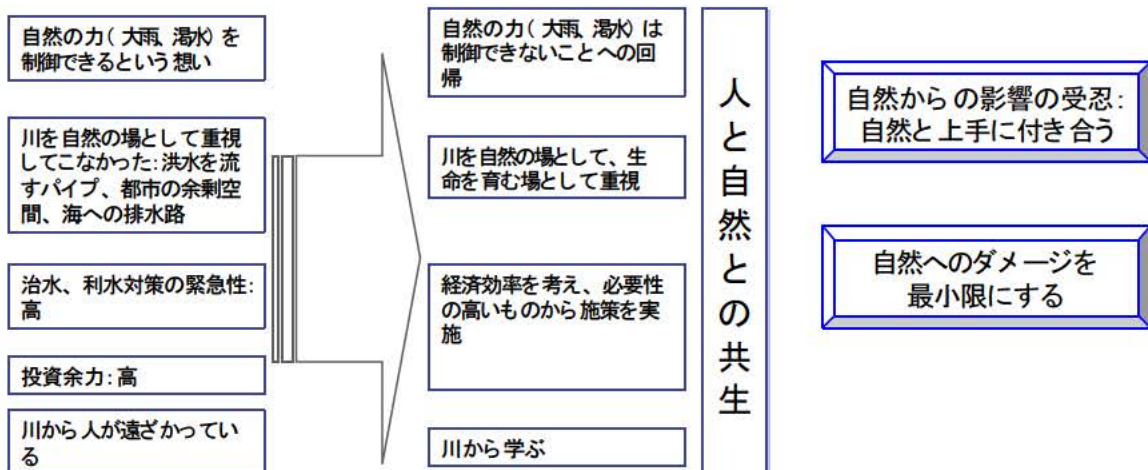 自然の力(大雨、渇水)を
制御できるという想い
川を自然の場として重視
してこなかった:洪水を流
すパイプ、都市の余剰空
間、海への排水路
治水、利水対策の緊急性:
高
投資余力:高
川から人が遠ざかってい
る
自然の力(大雨、渇水)は
制御できないことへの回
帰
川を自然の場として、生
命を育む場として重視
経済効率を考え、必要性
の高いものから施策を実
施
川から学ぶ
人と自然との共生
自然からの影響の受忍:
自然と上手に付き合う
自然へのダメージを
最小限にする